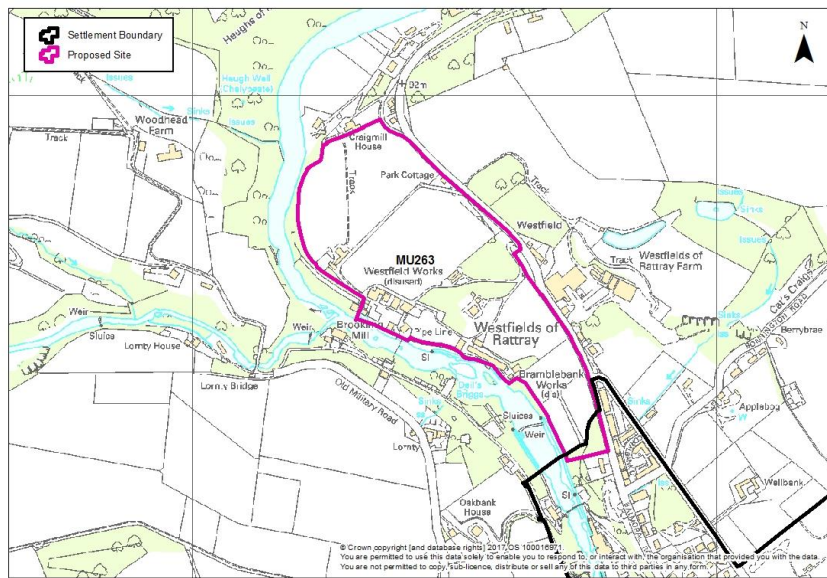 Settlement Boundary
Proposed Site
N
Haughs of
Issues
Heugh Well
(Chalybeate)
92m
Track
Sinks
Woodhead
Farm
Issues
Craigmill
House
Track
Park Cottage
Track
Track
Sinks
Westfield
Issues
MU263
Westfield Works
(disused)
Track
Westfields of
Rattray Farm
Cat's Craig
Weir
Pipe Line
Westfields of
Rattray
Sinks
Berrybrae
Sluice
Lornty House
Weir
Mill
Sl
Bramblebank
Works
Lornty Bridge
Old Military Road
Deil's
Briggs
Sinks
Sinks
Sluices
Applebog
W
Weir
Lornty
Wellbank
Sl
Oakbank
House
© Crown copyright [and database rights] 2017 OS 100016971.
You are permitted to use this data solely to enable you to respond to, or interact with, the organisation that provided you with the data.
You are not permitted to copy, sub-licence, distribute or sell any of this data to third parties in any form.